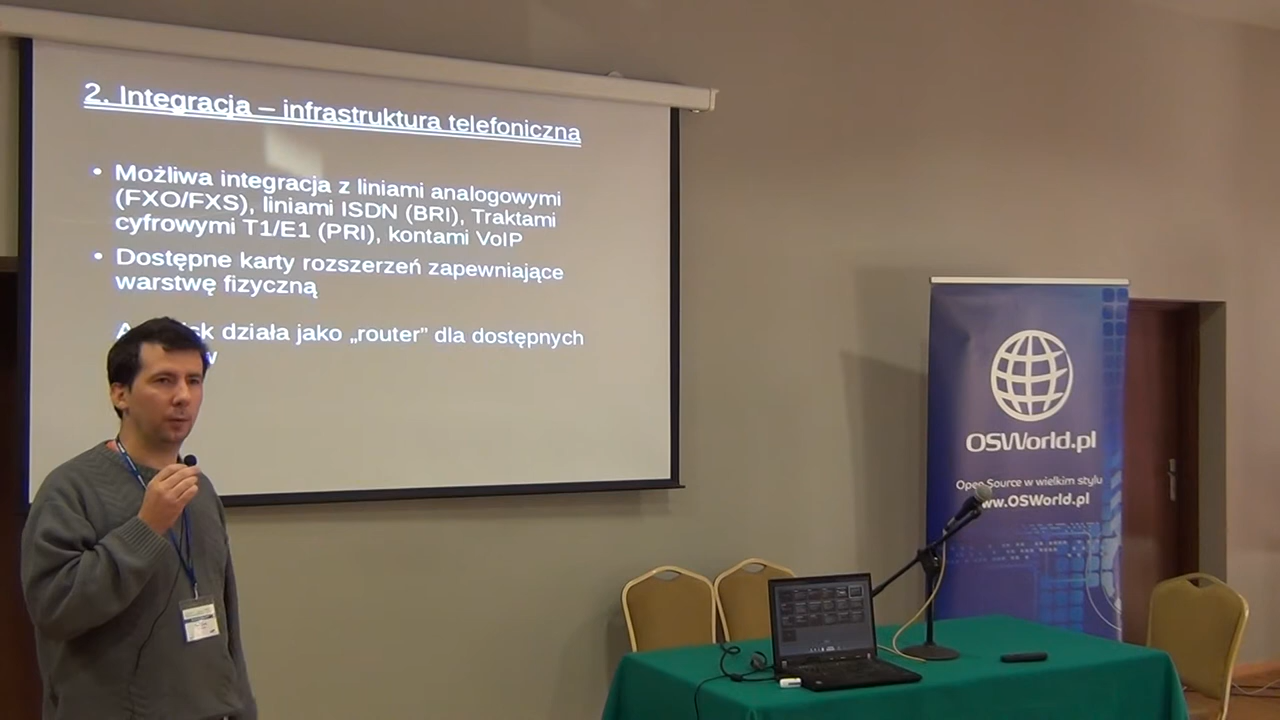 2. Integracja – infrastruktura telefoniczna
• Możliwa integracja z liniami analogowymi
(FXO/FXS), liniami ISDN (BRI), Traktami
cyfrowymi T1/E1 (PRI), kontami VoIP
• Dostępne karty rozszerzeń zapewniające
warstwę fizyczną
działa jako „router” dla dostępnych
OSWorld.pl
Open Source w wielkim stylu
www.OSWorld.pl